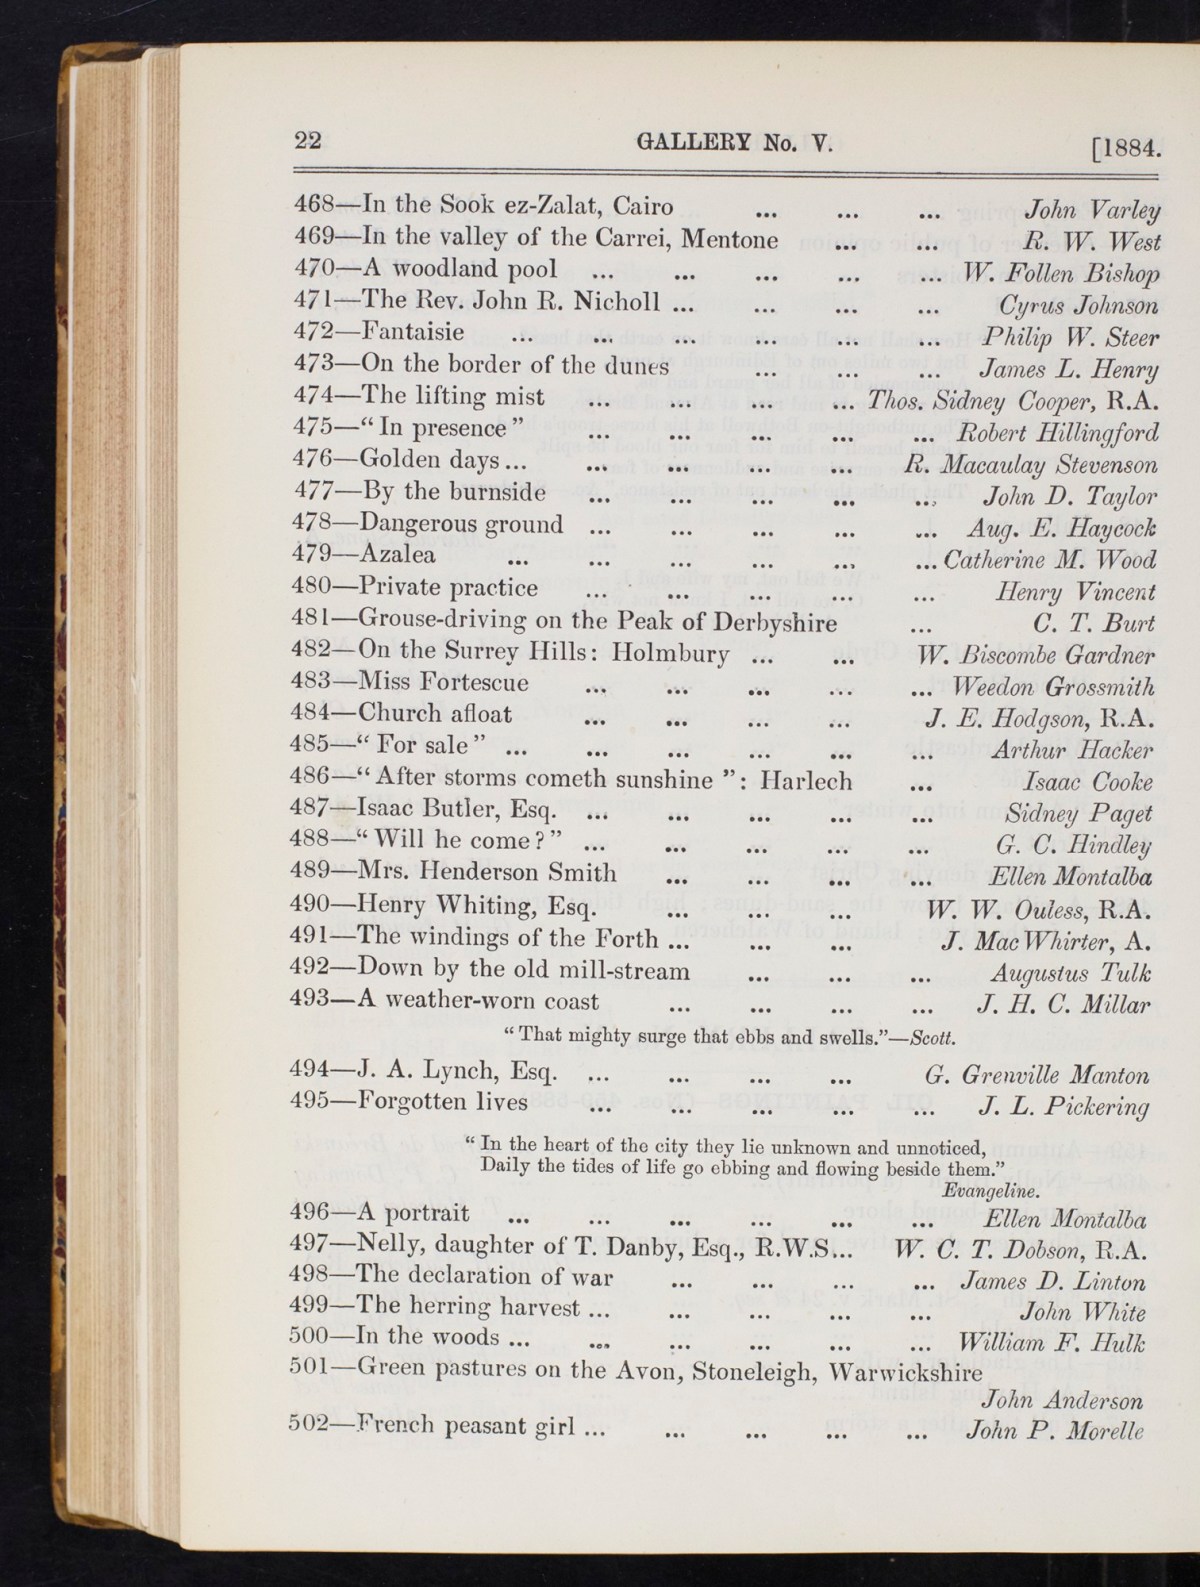 22 GALLERY No. V. [1884.
468—In the Sook ez-Zalat, Cairo ... ... ... John Varley
469—In the valley of the Carrei, Mentone ... ... R. W. West
470—A woodland pool ... ... ... ... ... W. Follen Bishop
471—The Rev. John R. Nicholl ... ... ... ... Cyrus Johnson
472—Fantaisie ... ... ... ... ... ... Philip W. Steer
473—On the border of the dunes ... ... ... James L. Henry
474—The lifting mist ... ... ... ... Thos. Sidney Cooper, R.A.
475—“In presence” ... ... ... ... ... Robert Hillingford
476—Golden days ... ... ... ... ... R. Macaulay Stevenson
477—By the burnside ... ... ... ... ... John D. Taylor
478—Dangerous ground ... ... ... ... ... Aug. E. Haycock
479—Azalea ... ... ... ... ... ... Catherine M. Wood
480—Private practice ... ... ... ... ... Henry Vincent
481—Grouse-driving on the Peak of Derbyshire ... C. T. Burt
482—On the Surrey Hills: Holmbury ... ... W. Biscombe Gardner
483—Miss Fortescue ... ... ... ... ... Weedon Grossmith
484—Church afloat ... ... ... ... J. E. Hodgson, R.A.
485—“For sale” ... ... ... ... ... ... Arthur Hacker
486—“After storms cometh sunshine”: Harlech ... Isaac Cooke
487—Isaac Butler, Esq. ... ... ... ... ... Sidney Paget
488—“Will he come?” ... ... ... ... ... G. C. Hindley
489—Mrs. Henderson Smith ... ... ... ... Ellen Montalba
490—Henry Whiting, Esq. ... ... ... W. W. Ouless, R.A.
491—The windings of the Forth ... ... ... J. MacWhirter, A.
492—Down by the old mill-stream ... ... ... Augustus Tulk
493—A weather-worn coast ... ... ... ... J. H. C. Millar
“That mighty surge that ebbs and swells.”—Scott.
494—J. A. Lynch, Esq. ... ... ... ... G. Grenville Manton
495—Forgotten lives ... ... ... ... ... J. L. Pickering
“In the heart of the city they lie unknown and unnoticed,
Daily the tides of life go ebbing and flowing beside them.”
Evangeline.
496—A portrait ... ... ... ... ... ... Ellen Montalba
497—Nelly, daughter of T. Danby, Esq., R.W.S... W. C. T. Dobson, R.A.
498—The declaration of war ... ... ... ... James D. Linton
499—The herring harvest ... ... ... ... ... John White
500—In the woods ... ... ... ... ... ... William F. Hulk
501—Green pastures on the Avon, Stoneleigh, Warwickshire
John Anderson
502—French peasant girl ... ... ... ... ... John P. Morelle